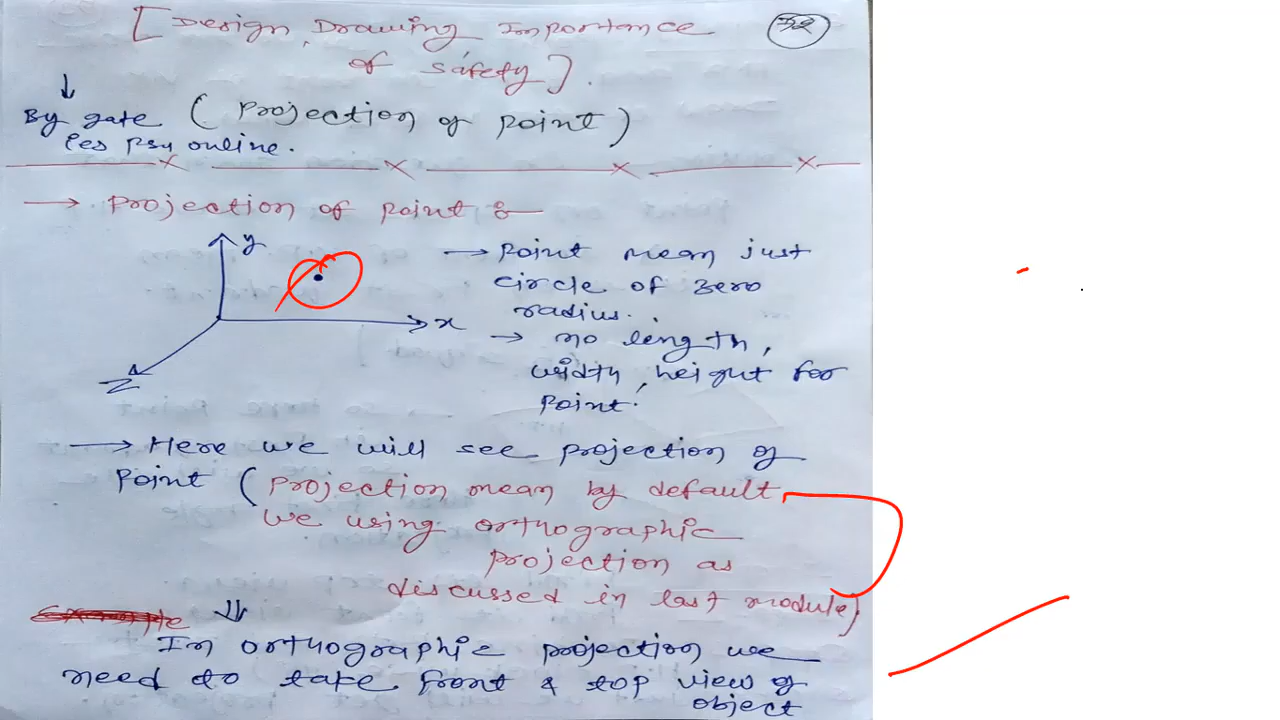 [Design, Drawing Importance
32
of safety].
By gate (Projection of point)
ies psu online.
→ Projection of point :-
y
x
Z
→ Point mean just
circle of zero
radius.
→ no length,
width, height for
point.
→ Here we will see projection of
Point (Projection mean by default
we using orthographic
projection as
discussed in last module)
In orthographic projection we
need to take front & top view of
object